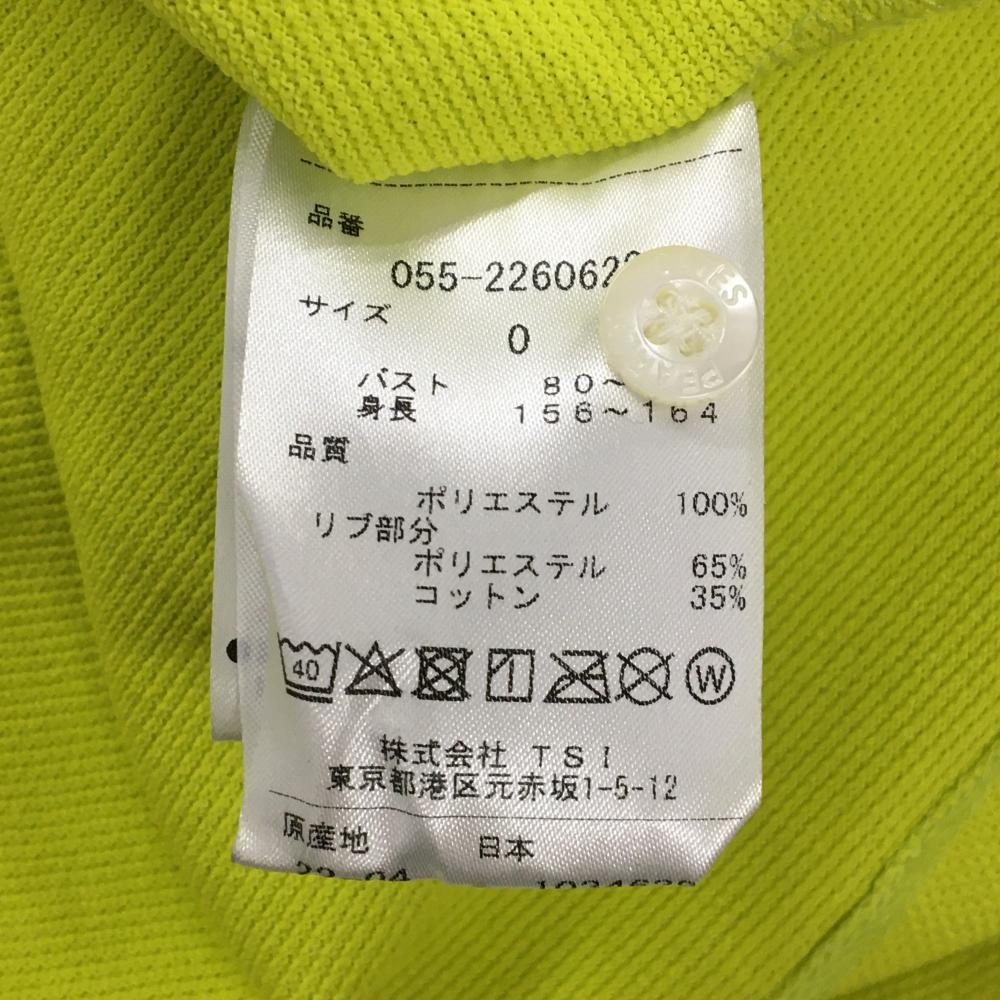 品番
055-226062
サイズ
0
バスト 80~
身長 156~164
品質
ポリエステル 100%
リブ部分
ポリエステル 65%
コットン 35%
40
W
株式会社 TSI
東京都港区元赤坂1-5-12
原産地 日本